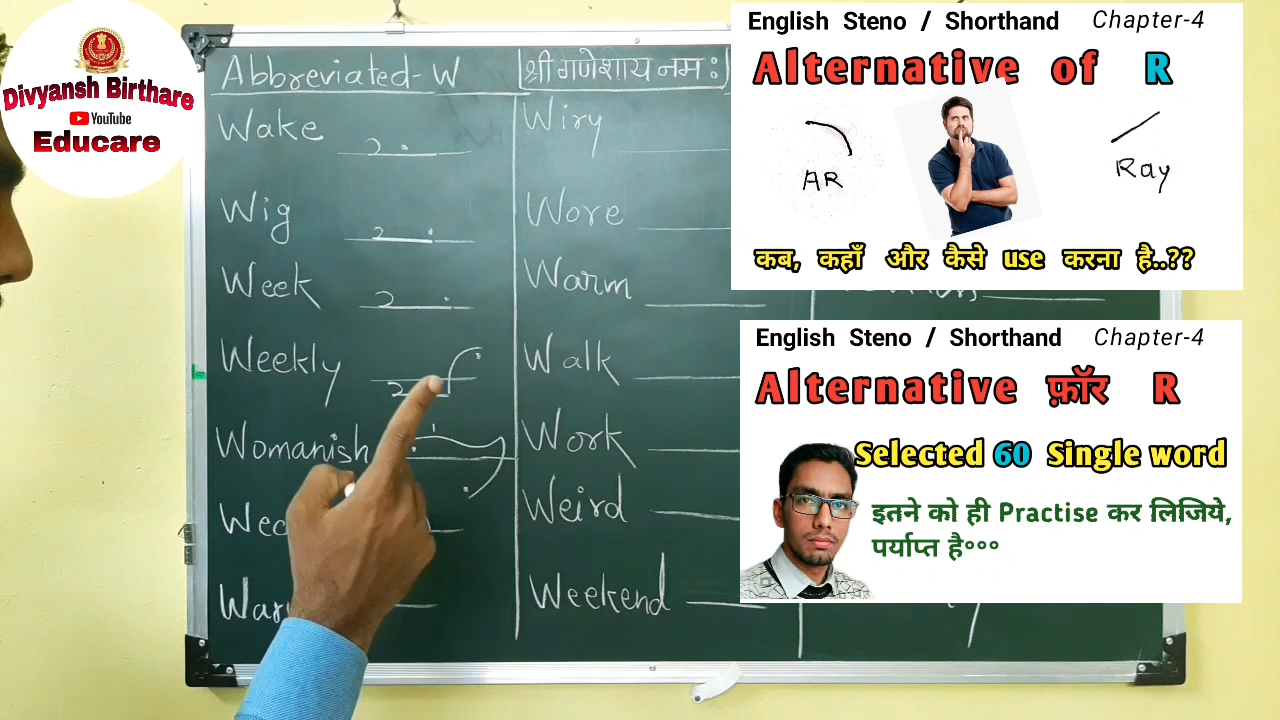 Divyansh Birthare
YouTube
Educare
Abbreviated-W
श्री गणेशाय नमः
Wake
Wig
Week
Weekly
Womanish
Wiry
Wore
Warm
Walk
Work
Weird
Weekend
English Steno / Shorthand Chapter-4
Alternative of R
AR
Ray
कब, कहाँ और कैसे use करना है..??
English Steno / Shorthand Chapter-4
Alternative फ़ॉर R
Selected 60 Single word
इतने को ही Practise कर लिजिये,
पर्याप्त है°°°